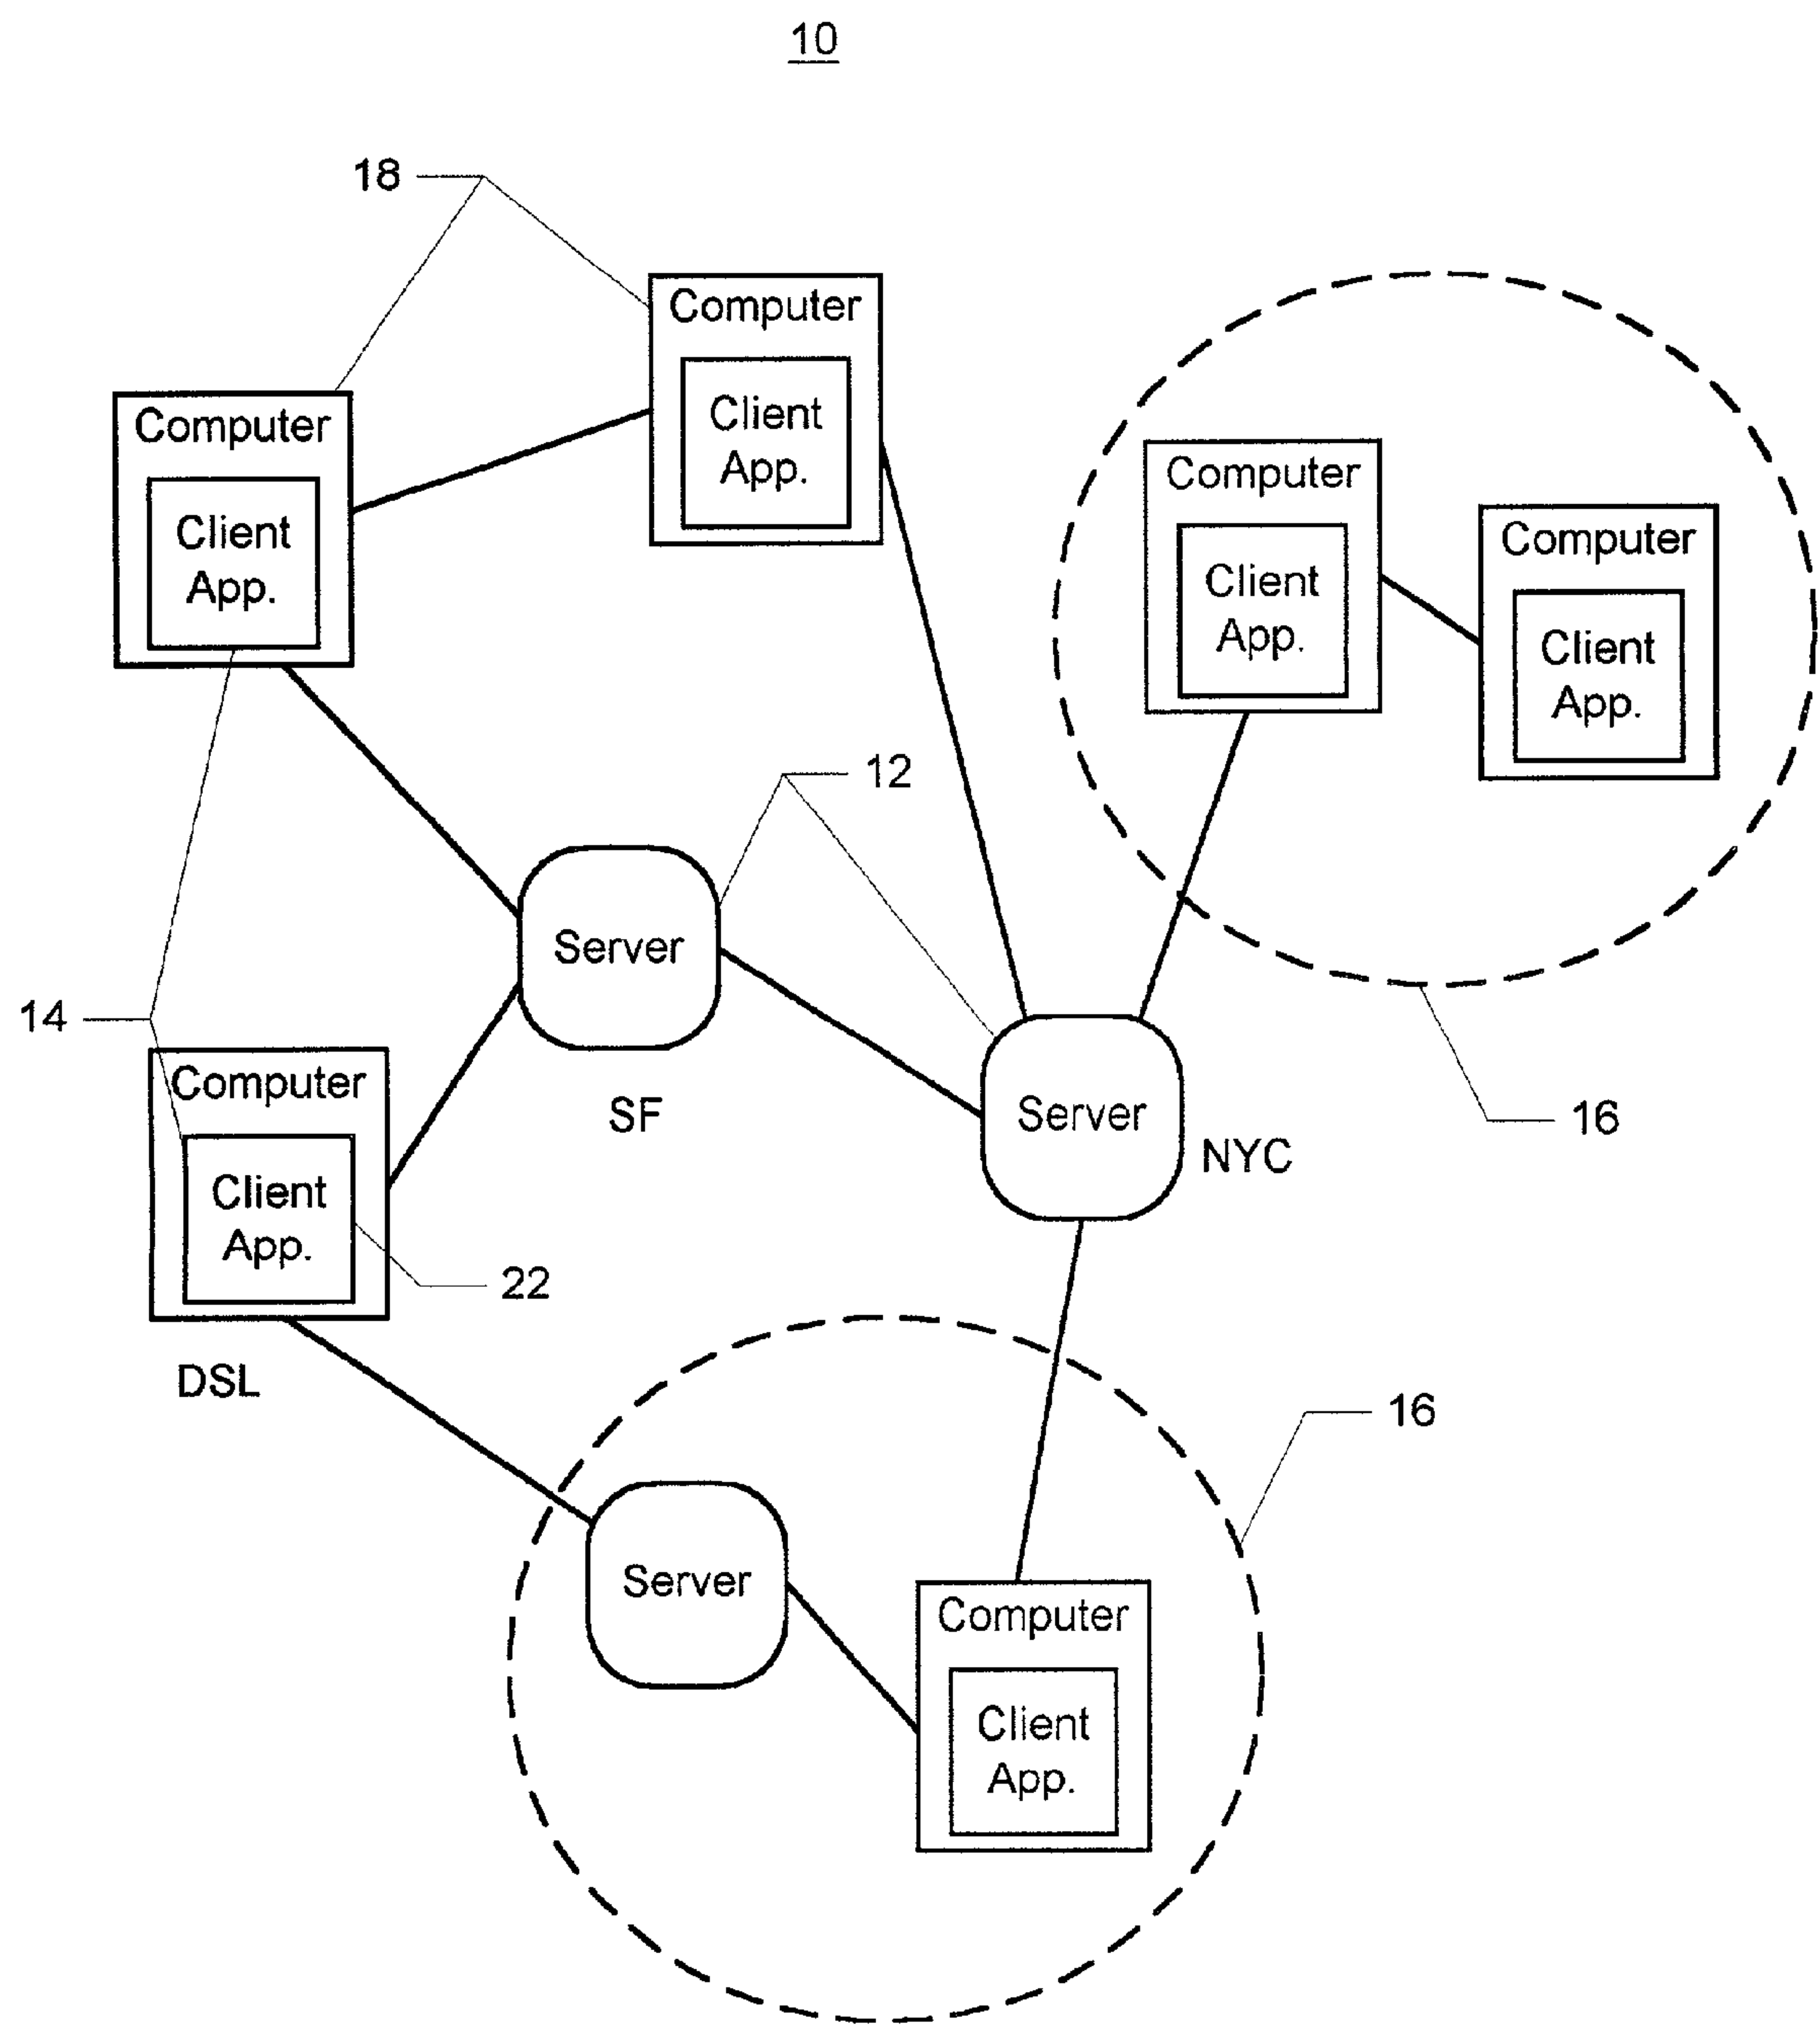 10
18
Computer
Client
App.
Computer
Client
App.
Computer
Client
App.
Computer
Client
App.
12
Server
SF
14
Server
NYC
16
Computer
Client
App.
22
DSL
16
Server
Computer
Client
App.